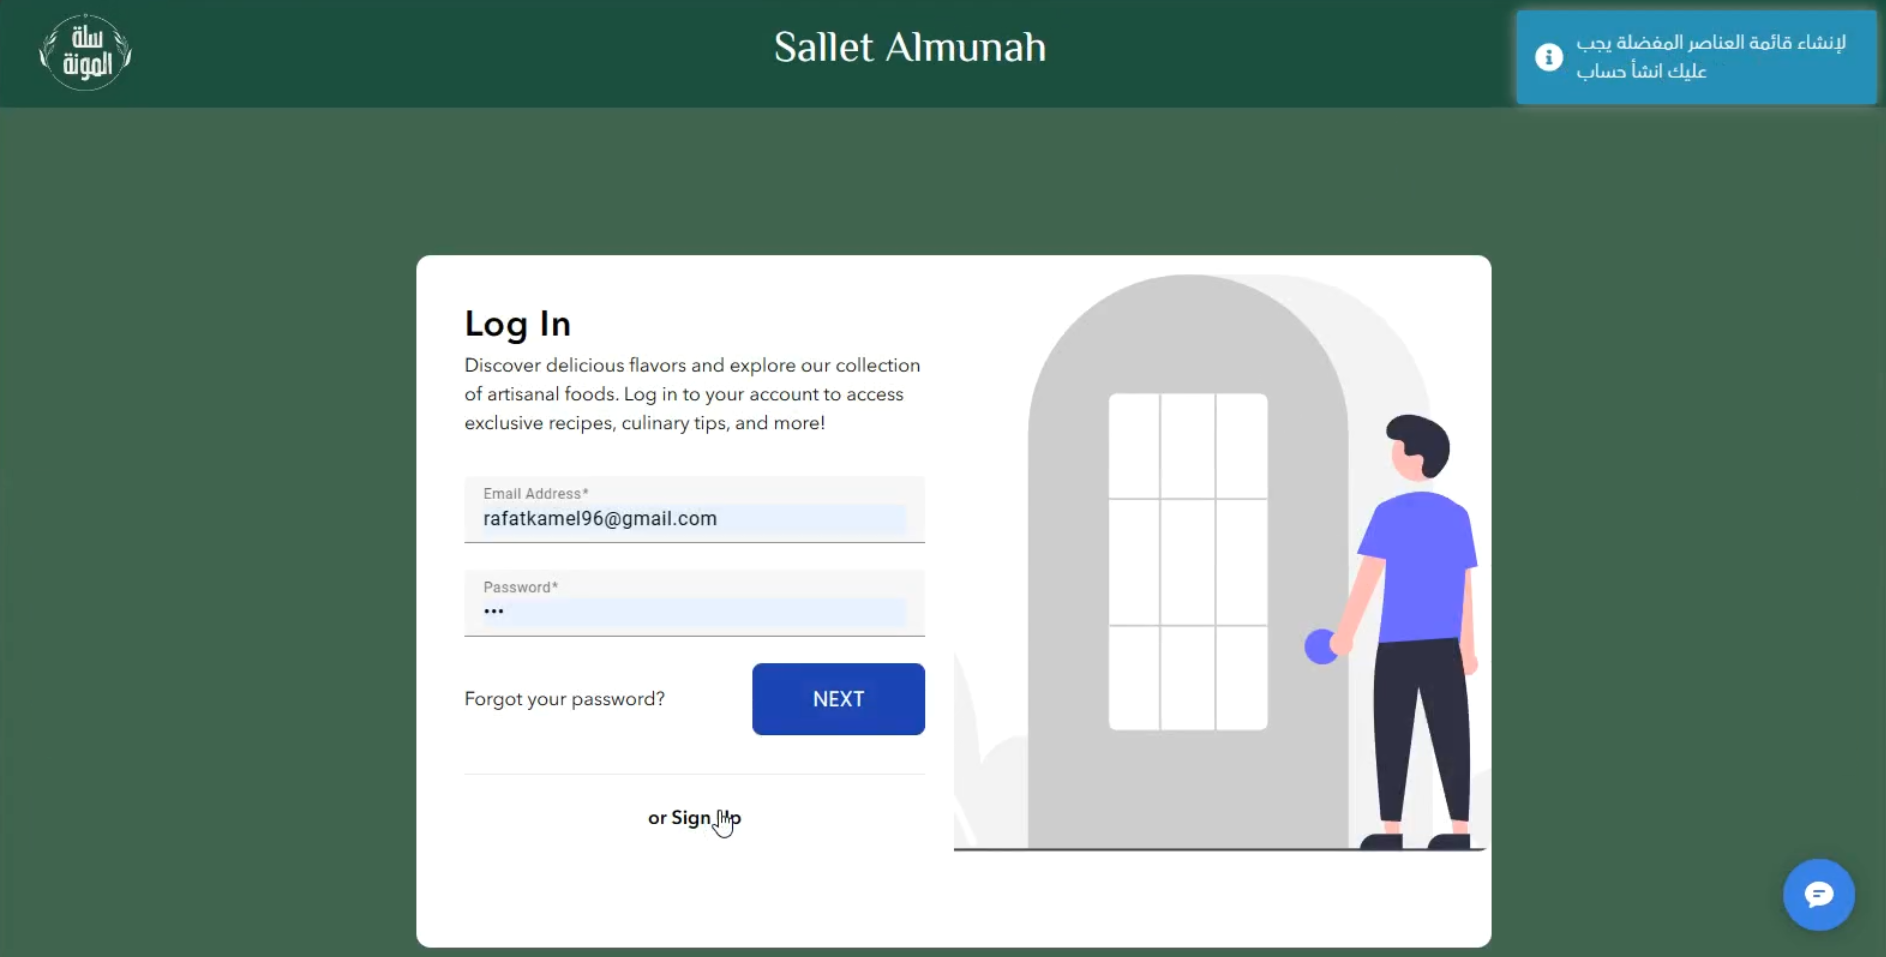 سلة
المونة
Sallet Almunah
لإنشاء قائمة العناصر المفضلة يجب
عليك انشأ حساب
Log In
Discover delicious flavors and explore our collection
of artisanal foods. Log in to your account to access
exclusive recipes, culinary tips, and more!
Email Address*
rafatkamel96@gmail.com
Password*
•••
Forgot your password?
NEXT
or Sign Up